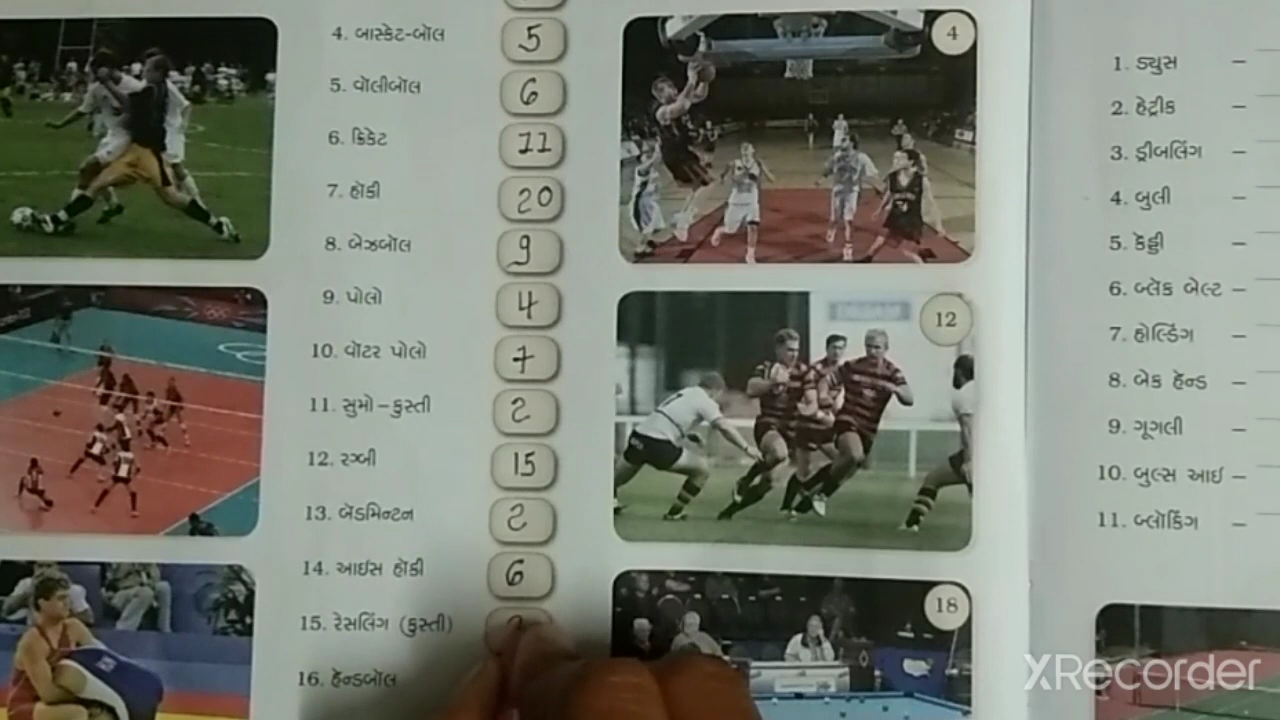 4. બાસ્કેટ-બૉલ 5
5. વૉલીબૉલ 6
6. ક્રિકેટ 11
7. હૉકી 20
8. બેઝબૉલ 9
9. પોલો 4
10. વૉટર પોલો 7
11. સુમો – કુસ્તી 2
12. રગ્બી 15
13. બૅડમિન્ટન 2
14. આઇસ હૉકી 6
15. રેસલિંગ (કુસ્તી)
16. હેન્ડબૉલ
4
12
18
1. ડ્યુસ –
2. હેટ્રીક –
3. ડ્રીબલિંગ –
4. બુલી –
5. કૅડ્ડી –
6. બ્લૅક બેલ્ટ –
7. હોલ્ડિંગ –
8. બેક હૅન્ડ –
9. ગૂગલી –
10. બુલ્સ આઇ –
11. બ્લૉકિંગ –
XRecorder